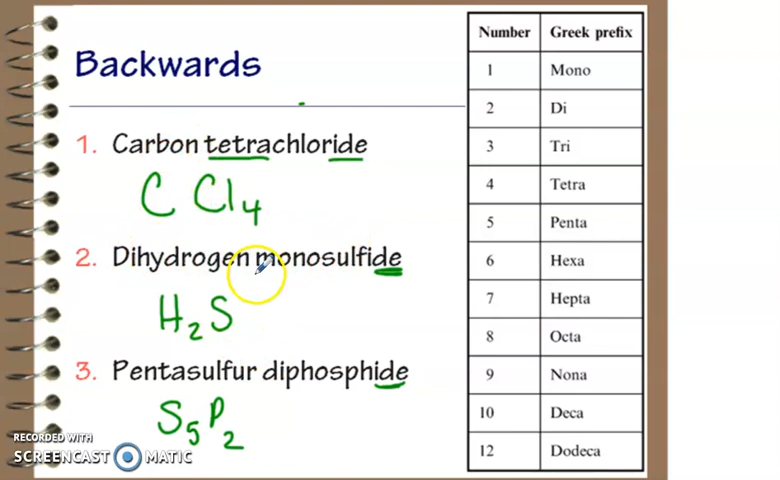 Backwards
1. Carbon tetrachloride
C Cl4
2. Dihydrogen monosulfide
H2S
3. Pentasulfur diphosphide
S5P2
Number Greek prefix
1 Mono
2 Di
3 Tri
4 Tetra
5 Penta
6 Hexa
7 Hepta
8 Octa
9 Nona
10 Deca
12 Dodeca
RECORDED WITH
SCREENCAST MATIC